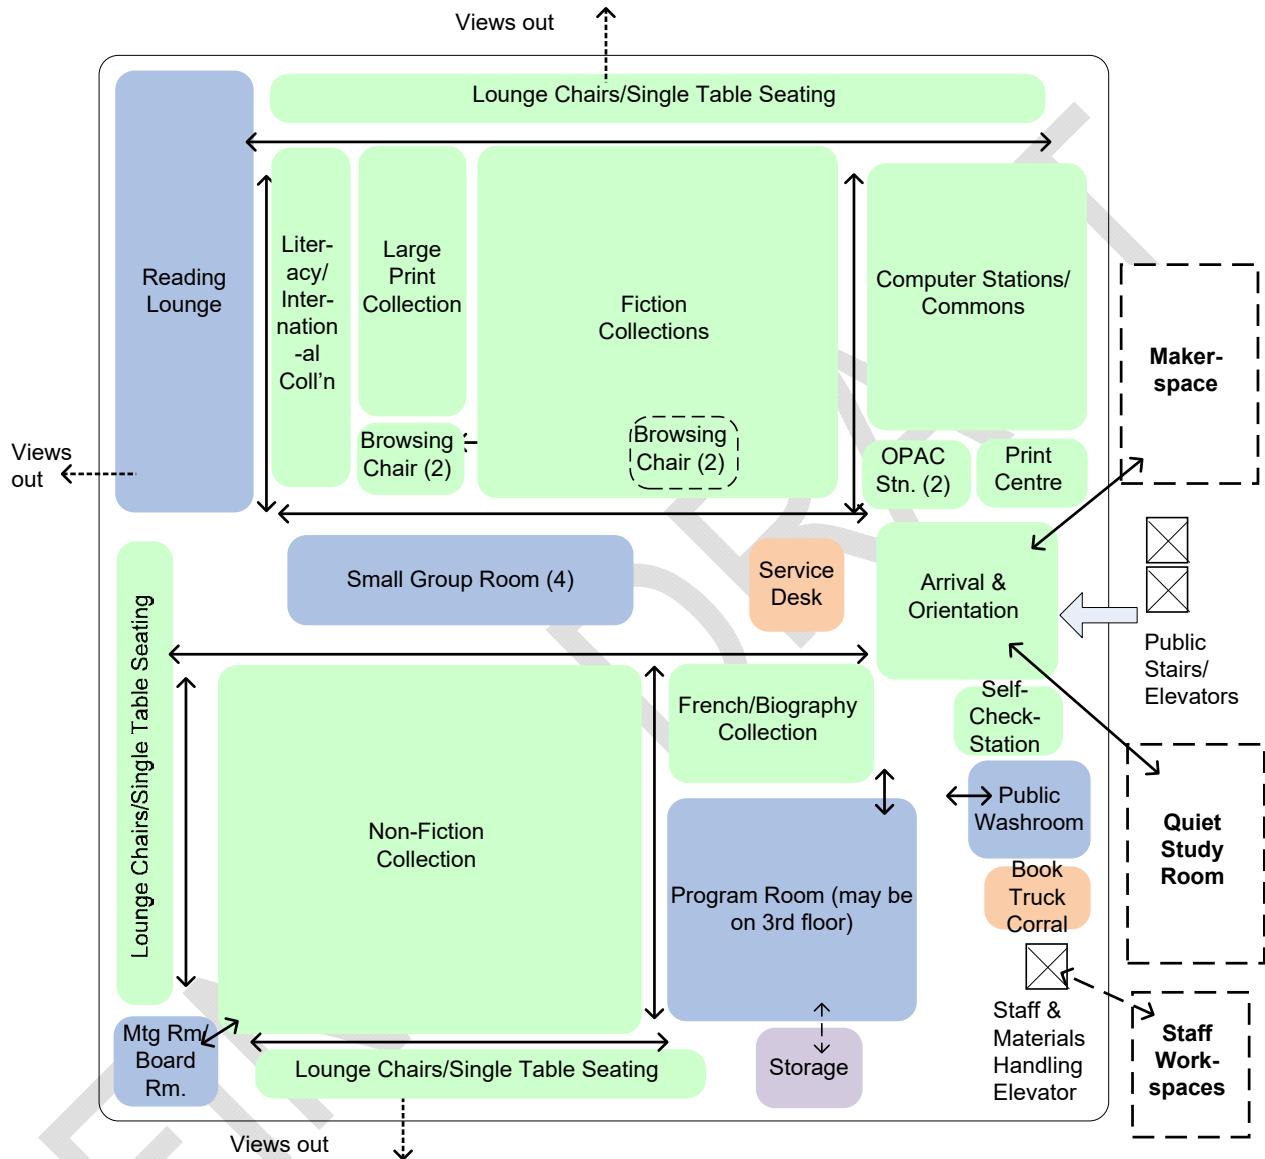 Views out
Lounge Chairs/Single Table Seating
Reading
Lounge
Liter-
acy/
Inter-
nation
-al
Coll'n
Large
Print
Collection
Fiction
Collections
Computer Stations/
Commons
Maker-
space
Browsing
Chair (2)
Browsing
Chair (2)
OPAC
Stn. (2)
Print
Centre
Views
out
Small Group Room (4)
Service
Desk
Arrival &
Orientation
Public
Stairs/
Elevators
Lounge Chairs/Single Table Seating
French/Biography
Collection
Self-
Check-
Station
Non-Fiction
Collection
Public
Washroom
Quiet
Study
Room
Program Room (may be
on 3rd floor)
Book
Truck
Corral
Staff &
Materials
Handling
Elevator
Staff
Work-
spaces
Mtg Rm/
Board
Rm.
Lounge Chairs/Single Table Seating
Storage
Views out
DRAFT